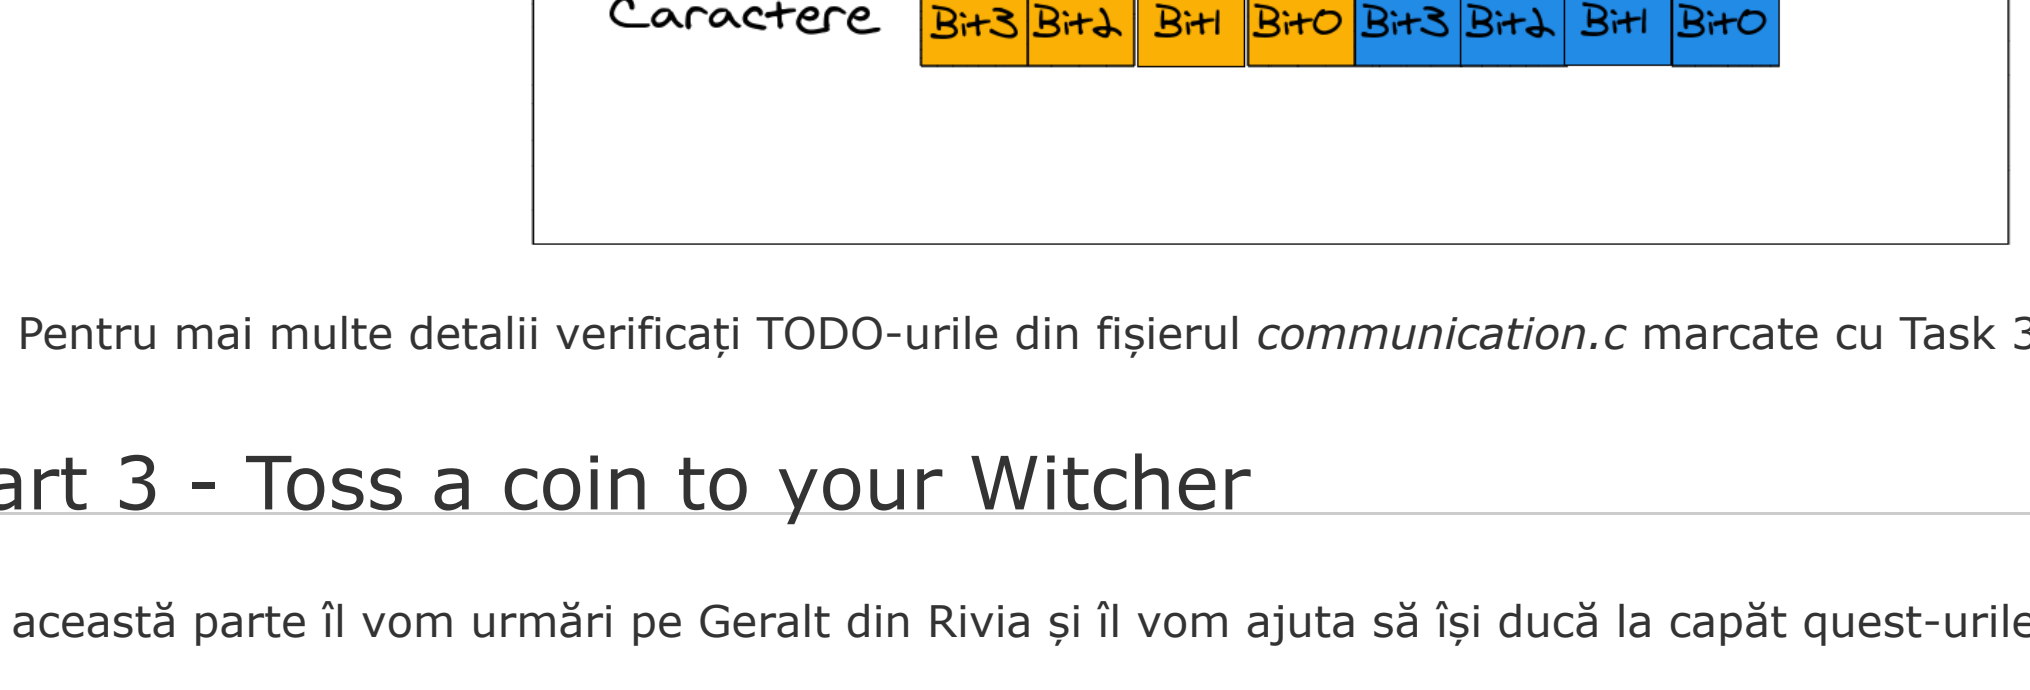 Caractere Bit3 Bit2 Bit1 Bit0 Bit3 Bit2 Bit1 Bit0
Pentru mai multe detalii verificați TODO-urile din fișierul communication.c marcate cu Task 3
art 3 - Toss a coin to your Witcher
această parte îl vom urmări pe Geralt din Rivia și îl vom ajuta să își ducă la capăt quest-urile